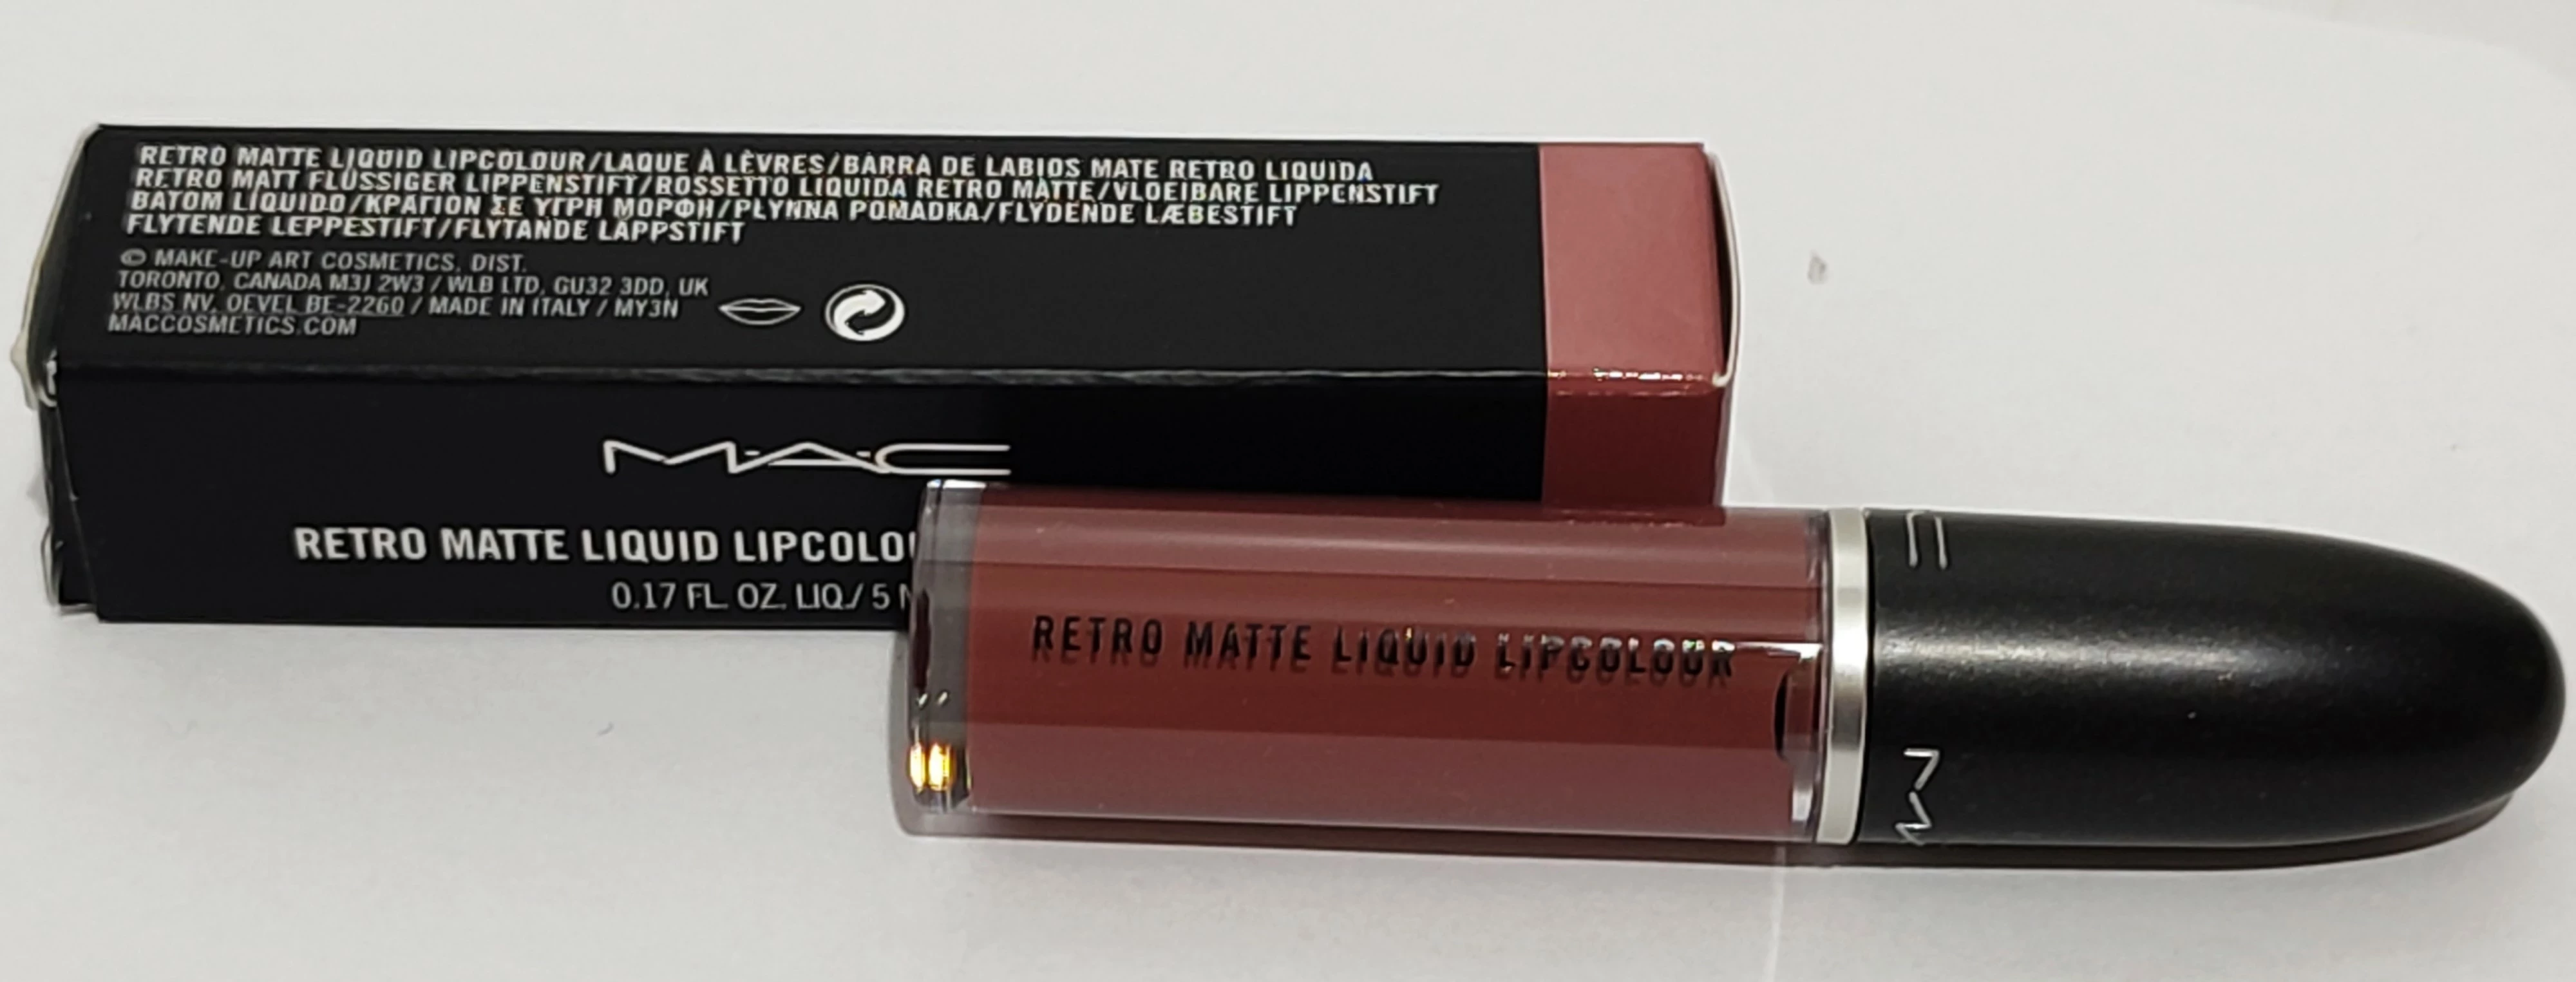 RETRO MATTE LIQUID LIPCOLOUR/LAQUE À LÈVRES/BARRA DE LABIOS MATE RETRO LIQUIDA
RETRO MATT FLÜSSIGER LIPPENSTIFT/ROSSETTO LIQUIDA RETRO MATTE/VLOEIBARE LIPPENSTIFT
BATOM LÍQUIDO/ΚΡΑΓΙΟΝ ΣΕ ΥΓΡΗ ΜΟΡΦΗ/PŁYNNA POMADKA/FLYDENDE LÆBESTIFT
FLYTENDE LEPPESTIFT/FLYTANDE LÄPPSTIFT
© MAKE-UP ART COSMETICS, DIST.
TORONTO, CANADA M3J 2W3 / WLB LTD, GU32 3DD, UK
WLBS NV, OEVEL BE-2260 / MADE IN ITALY / MY3N
MACCOSMETICS.COM
M·A·C
RETRO MATTE LIQUID
0.17 FL. OZ. LIQ./ 5
RETRO MATTE LIQUID LIPCOLOUR